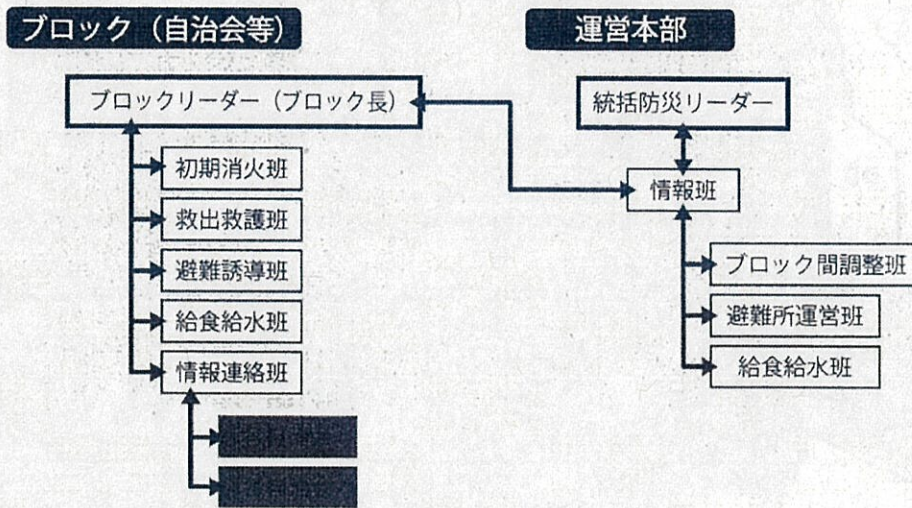 ブロック（自治会等）
ブロックリーダー（ブロック長）
初期消火班
救出救護班
避難誘導班
給食給水班
情報連絡班
運営本部
統括防災リーダー
情報班
ブロック間調整班
避難所運営班
給食給水班